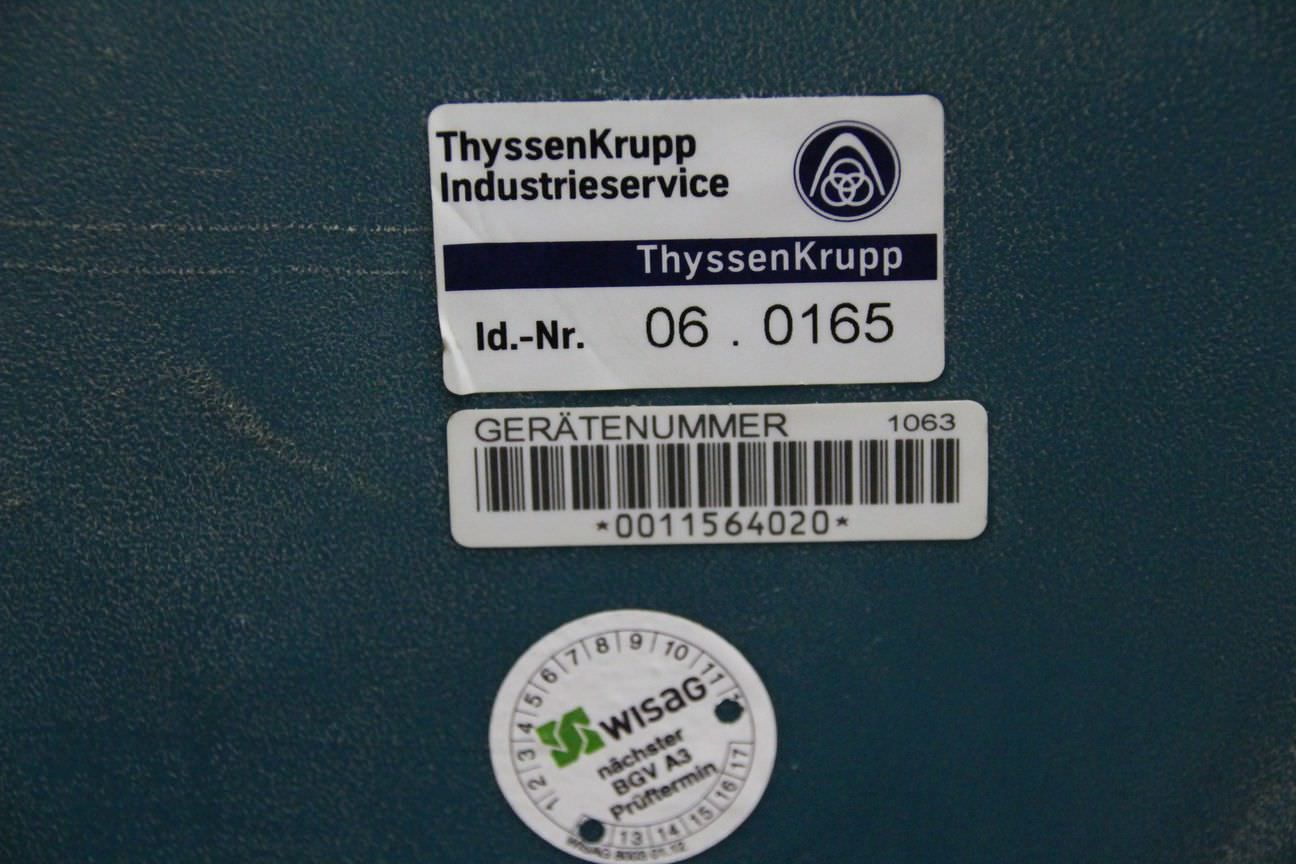 ThyssenKrupp
Industrieservice
ThyssenKrupp
Id.-Nr. 06 . 0165
GERÄTENUMMER 1063
*0011564020*
1 2 3 4 5 6 7 8 9 10 11
wisag
nächster
BGV A3
Prüftermin
13 14 15 16 17